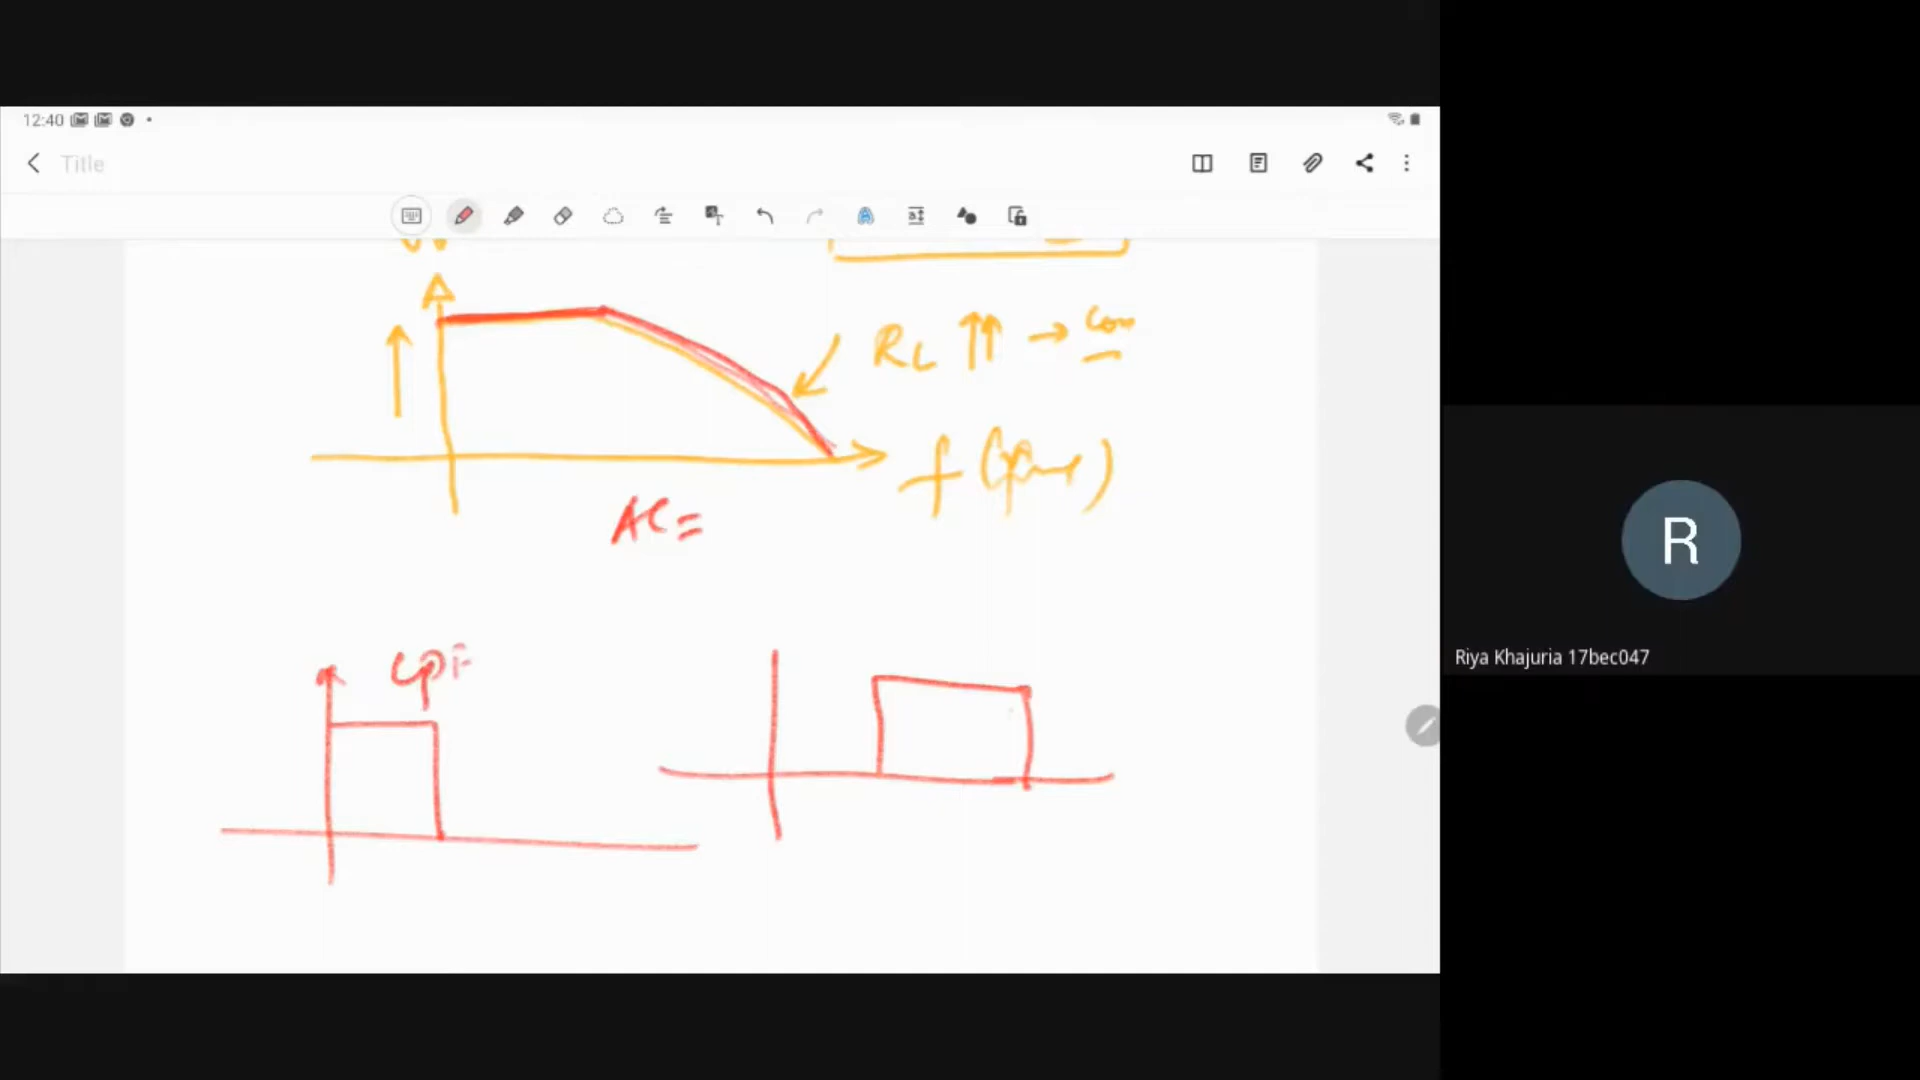 12:40
Title
RL ↑↑ →
f
AC =
LPF
R
Riya Khajuria 17bec047